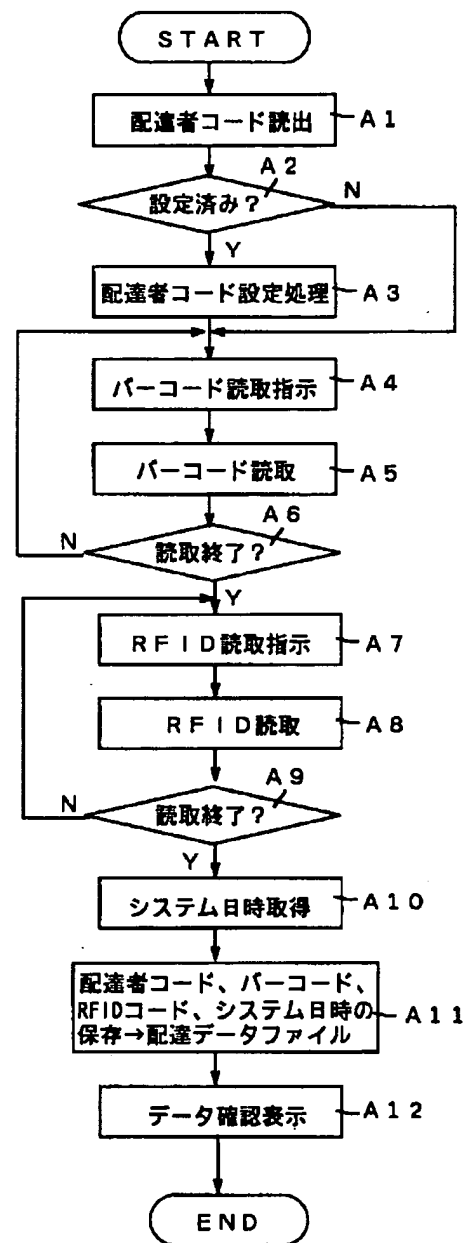 START
配達者コード読出
A1
A2
設定済み?
N
Y
配達者コード設定処理
A3
バーコード読取指示
A4
バーコード読取
A5
A6
読取終了?
N
Y
RFID読取指示
A7
RFID読取
A8
A9
読取終了?
N
Y
システム日時取得
A10
配達者コード、バーコード、
RFIDコード、システム日時の
保存→配達データファイル
A11
データ確認表示
A12
END